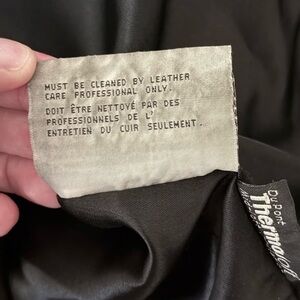 MUST BE CLEANED BY LEATHER
CARE PROFESSIONAL ONLY.
DOIT ÊTRE NETTOYÉ PAR DES
PROFESSIONNELS DE L'
ENTRETIEN DU CUIR SEULEMENT.
Du Pont